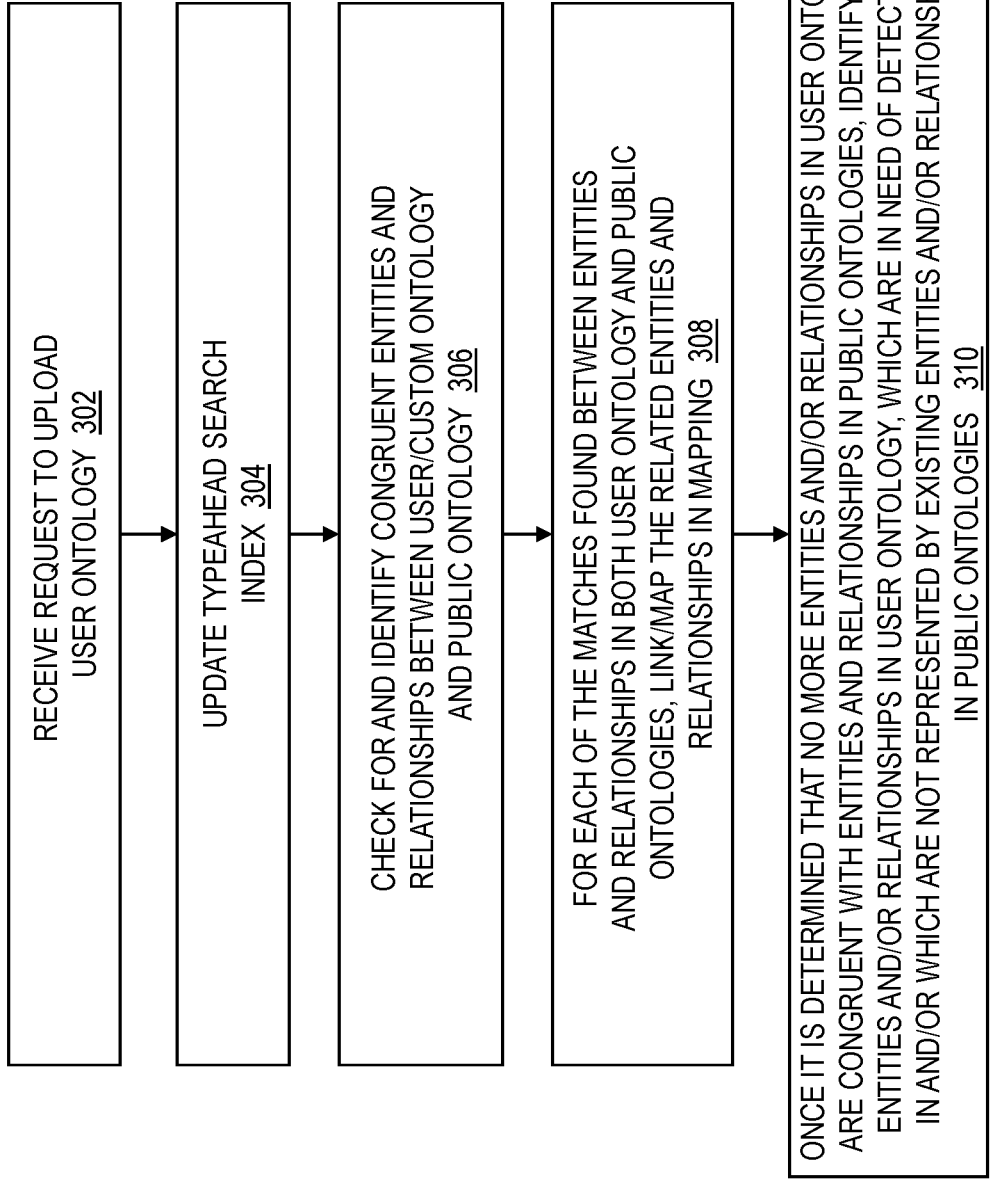 RECEIVE REQUEST TO UPLOAD
USER ONTOLOGY 302
UPDATE TYPEAHEAD SEARCH
INDEX 304
CHECK FOR AND IDENTIFY CONGRUENT ENTITIES AND
RELATIONSHIPS BETWEEN USER/CUSTOM ONTOLOGY
AND PUBLIC ONTOLOGY 306
FOR EACH OF THE MATCHES FOUND BETWEEN ENTITIES
AND RELATIONSHIPS IN BOTH USER ONTOLOGY AND PUBLIC
ONTOLOGIES, LINK/MAP THE RELATED ENTITIES AND
RELATIONSHIPS IN MAPPING 308
ONCE IT IS DETERMINED THAT NO MORE ENTITIES AND/OR RELATIONSHIPS IN USER
ARE CONGRUENT WITH ENTITIES AND RELATIONSHIPS IN PUBLIC ONTOLOGIES, IDENTIFY
ENTITIES AND/OR RELATIONSHIPS IN USER ONTOLOGY, WHICH ARE IN NEED OF
IN AND/OR WHICH ARE NOT REPRESENTED BY EXISTING ENTITIES AND/OR
IN PUBLIC ONTOLOGIES 310